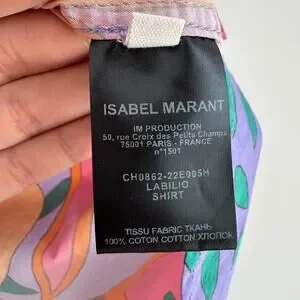 ISABEL MARANT
IM PRODUCTION
50, rue Croix des Petits Champs
75001 PARIS - FRANCE
n°1501
CH0862-22E005H
LABILIO
SHIRT
TISSU FABRIC ТКАНЬ
100% COTON COTTON ХЛОПОК